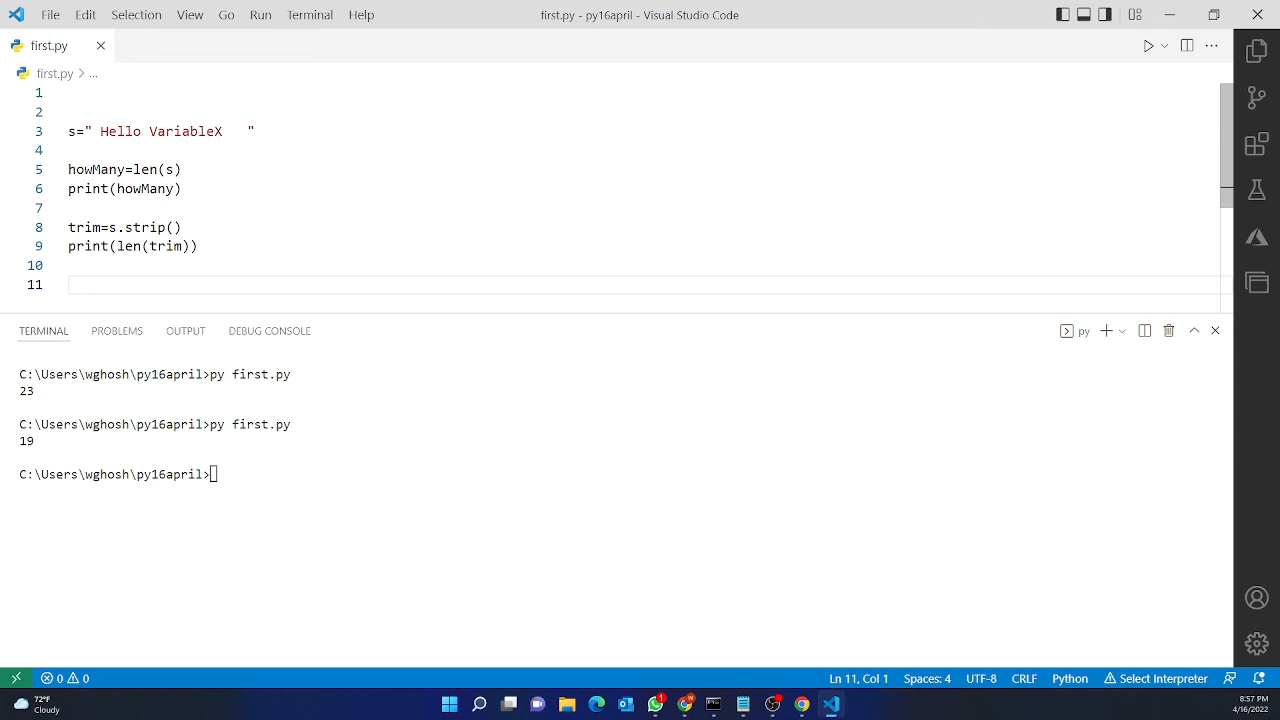 File Edit Selection View Go Run Terminal Help first.py - py16april - Visual Studio Code
first.py
first.py > ...
1
2
3 s=" Hello VariableX   "
4
5 howMany=len(s)
6 print(howMany)
7
8 trim=s.strip()
9 print(len(trim))
10
11
TERMINAL PROBLEMS OUTPUT DEBUG CONSOLE py
C:\Users\wghosh\py16april>py first.py
23
C:\Users\wghosh\py16april>py first.py
19
C:\Users\wghosh\py16april>
0 0 Ln 11, Col 1 Spaces: 4 UTF-8 CRLF Python Select Interpreter
72°F 1 8:57 PM
Cloudy 4/16/2022